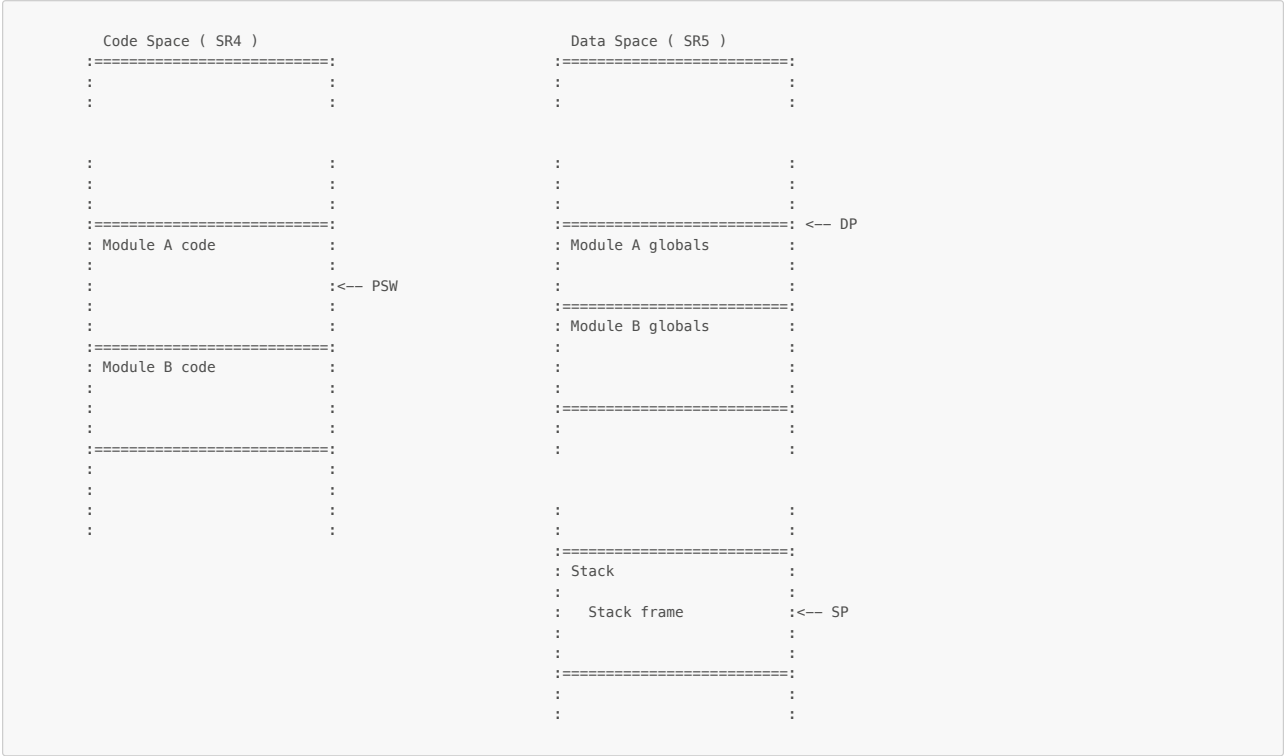 Code Space ( SR4 )                                    Data Space ( SR5 )
:===========================:                         :==========================:
:                           :                         :                          :
:                           :                         :                          :
:                           :                         :                          :
:                           :                         :                          :
:                           :                         :                          :
:===========================:                         :==========================: <-- DP
: Module A code             :                         : Module A globals         :
:                           :                         :                          :
:                           :<-- PSW                  :                          :
:                           :                         :==========================:
:                           :                         : Module B globals         :
:===========================:                         :                          :
: Module B code             :                         :                          :
:                           :                         :                          :
:                           :                         :==========================:
:                           :                         :                          :
:===========================:                         :                          :
:                           :
:                           :
:                           :                         :                          :
:                           :                         :                          :
                                                      :==========================:
                                                      : Stack                    :
                                                      :                          :
                                                      :   Stack frame            :<-- SP
                                                      :                          :
                                                      :                          :
                                                      :==========================:
                                                      :                          :
                                                      :                          :